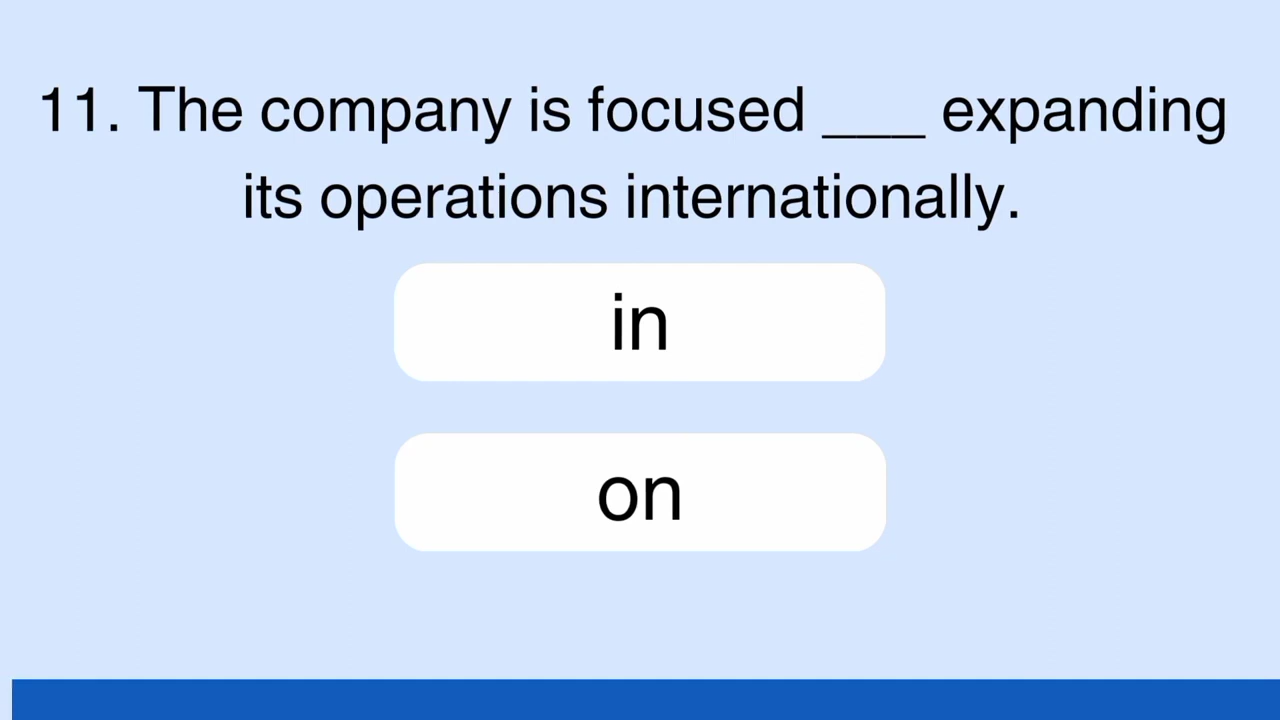 11. The company is focused ___ expanding
its operations internationally.
in
on